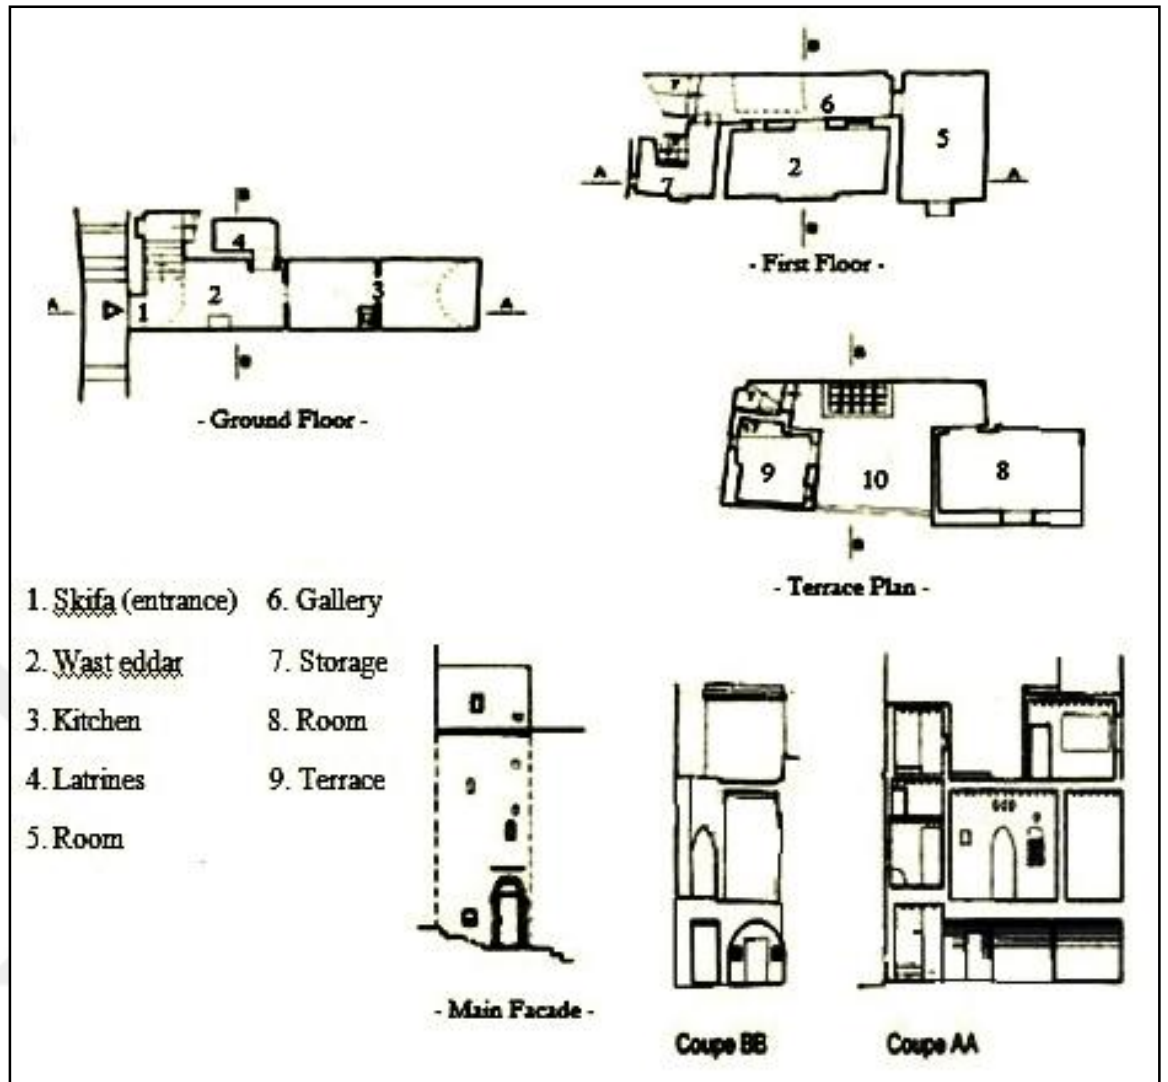 B
6
5
2
7
A
A
B
- First Floor -
B
4
2
3
1
A
A
B
- Ground Floor -
B
9
10
8
B
- Terrace Plan -
1. Skifa (entrance)
6. Gallery
2. Wast eddar
7. Storage
3. Kitchen
8. Room
4. Latrines
9. Terrace
5. Room
- Main Facade -
Coupe BB
Coupe AA